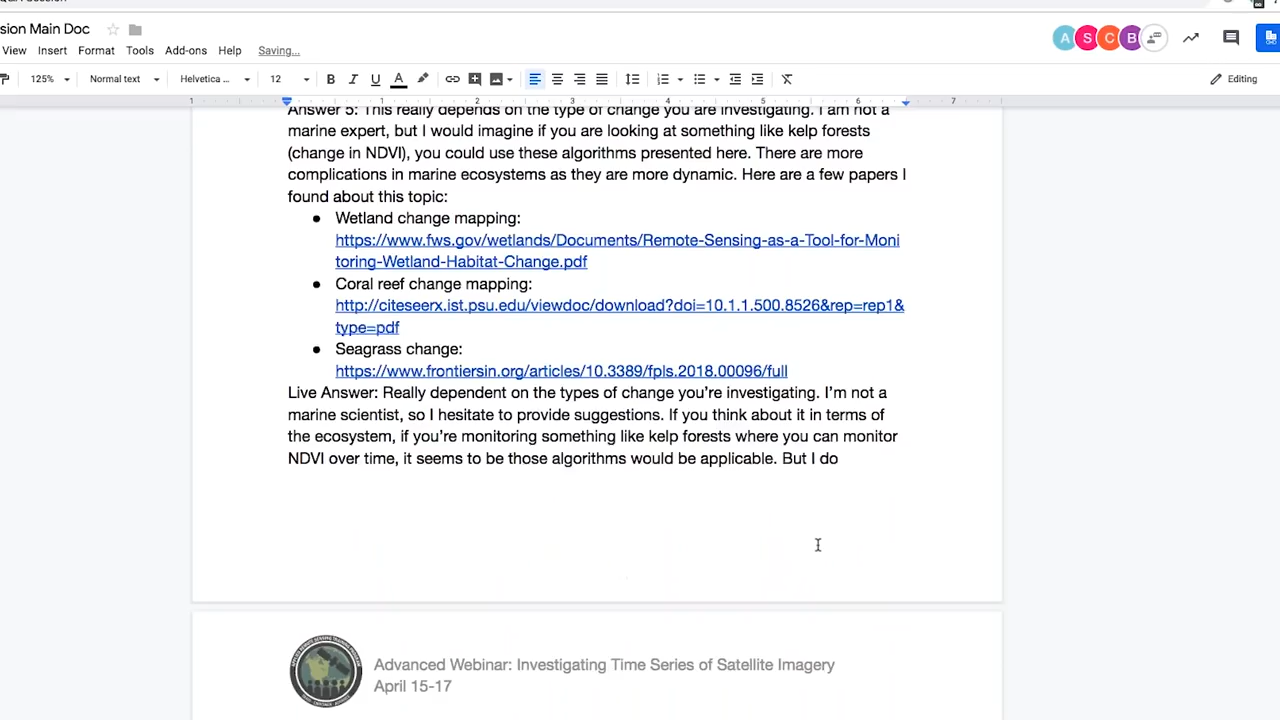 sion Main Doc
View Insert Format Tools Add-ons Help Saving...
A S C B
125% Normal text Helvetica ... 12 B I U A Editing
1 1 2 3 4 5 6 7
Answer 5: This really depends on the type of change you are investigating. I am not a
marine expert, but I would imagine if you are looking at something like kelp forests
(change in NDVI), you could use these algorithms presented here. There are more
complications in marine ecosystems as they are more dynamic. Here are a few papers I
found about this topic:
● Wetland change mapping:
https://www.fws.gov/wetlands/Documents/Remote-Sensing-as-a-Tool-for-Moni
toring-Wetland-Habitat-Change.pdf
● Coral reef change mapping:
http://citeseerx.ist.psu.edu/viewdoc/download?doi=10.1.1.500.8526&rep=rep1&
type=pdf
● Seagrass change:
https://www.frontiersin.org/articles/10.3389/fpls.2018.00096/full
Live Answer: Really dependent on the types of change you’re investigating. I’m not a
marine scientist, so I hesitate to provide suggestions. If you think about it in terms of
the ecosystem, if you’re monitoring something like kelp forests where you can monitor
NDVI over time, it seems to be those algorithms would be applicable. But I do
Advanced Webinar: Investigating Time Series of Satellite Imagery
April 15-17